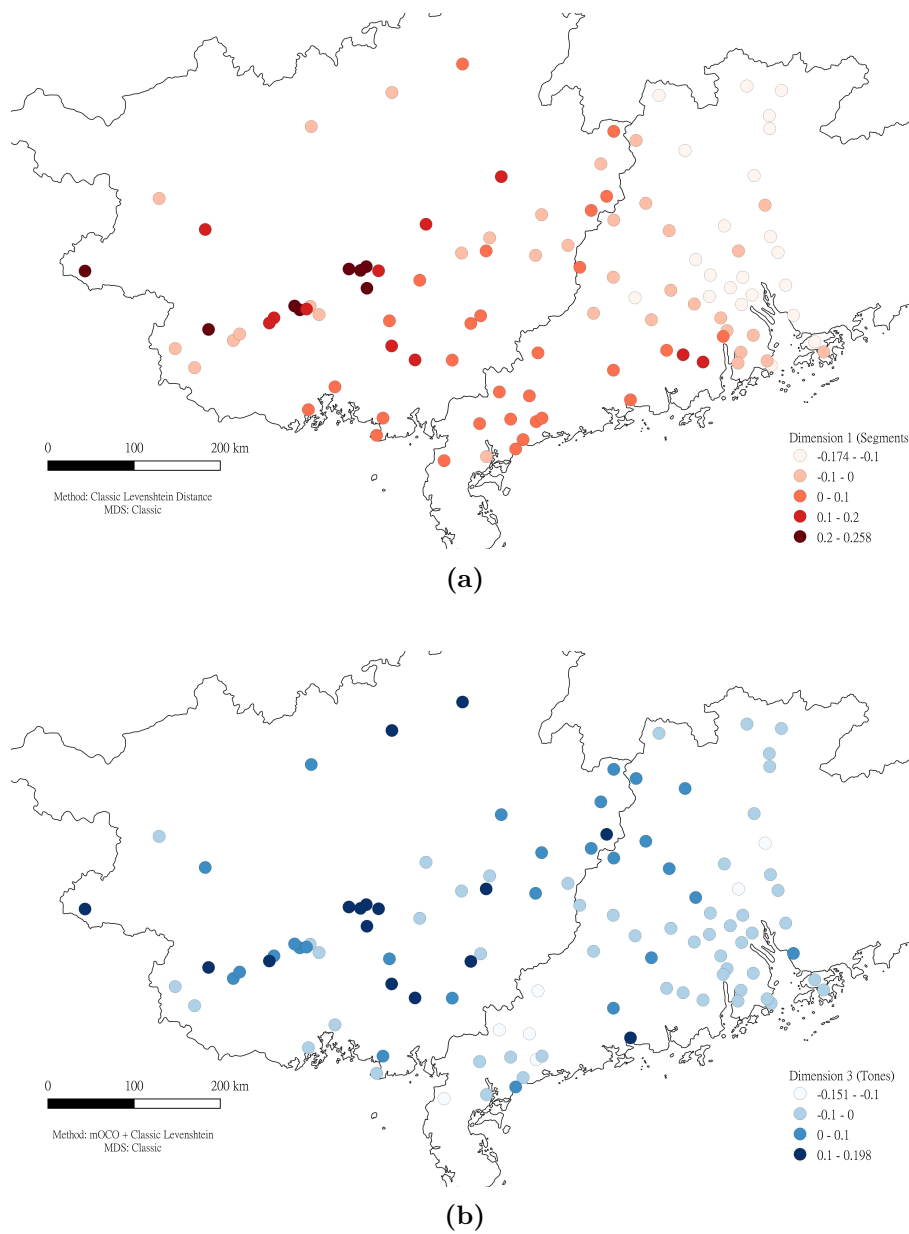 Dimension 1 (Segments)
-0.174 - -0.1
-0.1 - 0
0 - 0.1
0.1 - 0.2
0.2 - 0.258
0 100 200 km
Method: Classic Levenshtein Distance
MDS: Classic
(a)
Dimension 3 (Tones)
-0.151 - -0.1
-0.1 - 0
0 - 0.1
0.1 - 0.198
0 100 200 km
Method: mOCO + Classic Levenshtein
MDS: Classic
(b)